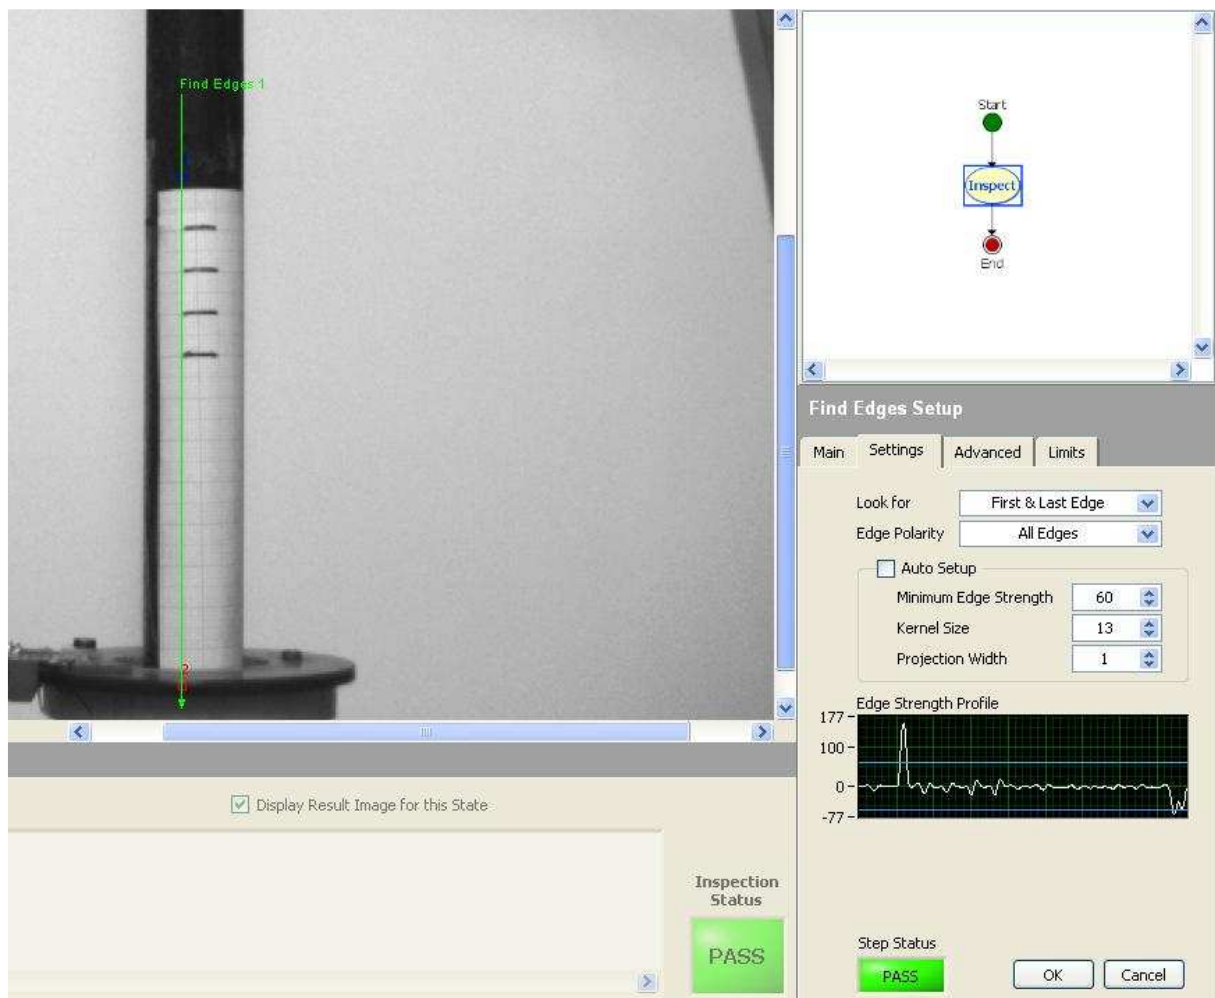 Find Edges 1
2
Start
Inspect
End
Find Edges Setup
Main Settings Advanced Limits
Look for First & Last Edge
Edge Polarity All Edges
Auto Setup
Minimum Edge Strength 60
Kernel Size 13
Projection Width 1
Edge Strength Profile
177
100
0
-77
Display Result Image for this State
Inspection
Status
PASS
Step Status
PASS OK Cancel